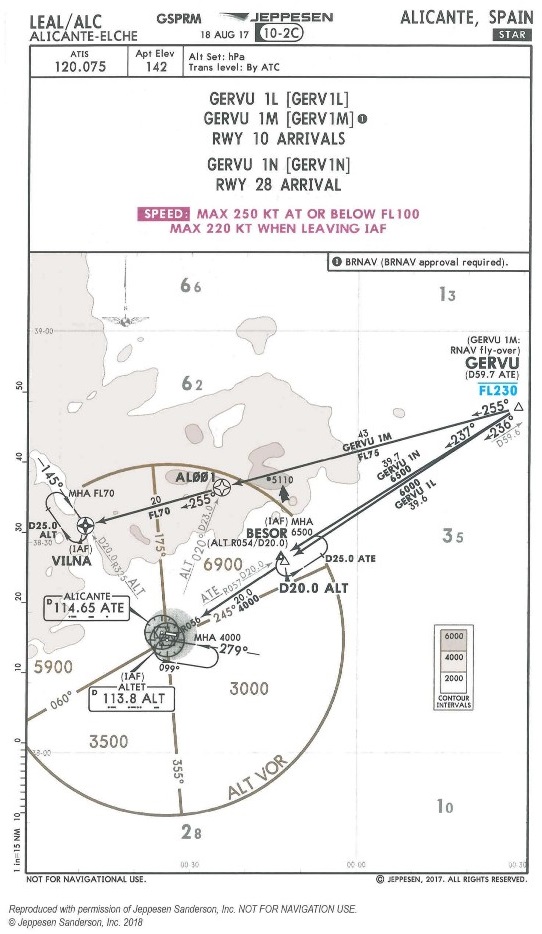 LEAL/ALC
ALICANTE-ELCHE
GSPRM
JEPPESEN
18 AUG 17
10-2C
ALICANTE, SPAIN
STAR
ATIS
120.075
Apt Elev
142
Alt Set: hPa
Trans level: By ATC
GERVU 1L [GERV1L]
GERVU 1M [GERV1M] ❶
RWY 10 ARRIVALS
GERVU 1N [GERV1N]
RWY 28 ARRIVAL
SPEED: MAX 250 KT AT OR BELOW FL100
MAX 220 KT WHEN LEAVING IAF
❶ BRNAV (BRNAV approval required).
66
13
39-00
(GERVU 1M:
RNAV fly-over)
GERVU
(D59.7 ATE)
FL230
62
255°
237°
236°
D59.6
43
GERVU 1M
FL75
39.7
GERVU 1N
6500
6000
GERVU 1L
39.6
50
40
AL001
5110
255°
20
FL70
145°
MHA FL70
D25.0
ALT
30
38-30
(IAF)
VILNA
D20.0
R325 ALT
175°
ALT 020°
D23.0
(IAF) MHA
6500
BESOR
(ALT R054/D20.0)
6900
D25.0 ATE
D20.0 ALT
35
ATE R057 D20.0
20.0
245° 4000
R056
20
ALICANTE
D 114.65 ATE
MHA 4000
279°
099°
10
5900
060°
(IAF)
ALTET
D 113.8 ALT
3000
3500
355°
ALT VOR
6000
4000
2000
CONTOUR
INTERVALS
0
38-00
10
1 in=15 NM
28
10
00-30
00-00
00-30
NOT FOR NAVIGATIONAL USE.
© JEPPESEN, 2017. ALL RIGHTS RESERVED.
Reproduced with permission of Jeppesen Sanderson, Inc. NOT FOR NAVIGATION USE.
© Jeppesen Sanderson, Inc. 2018